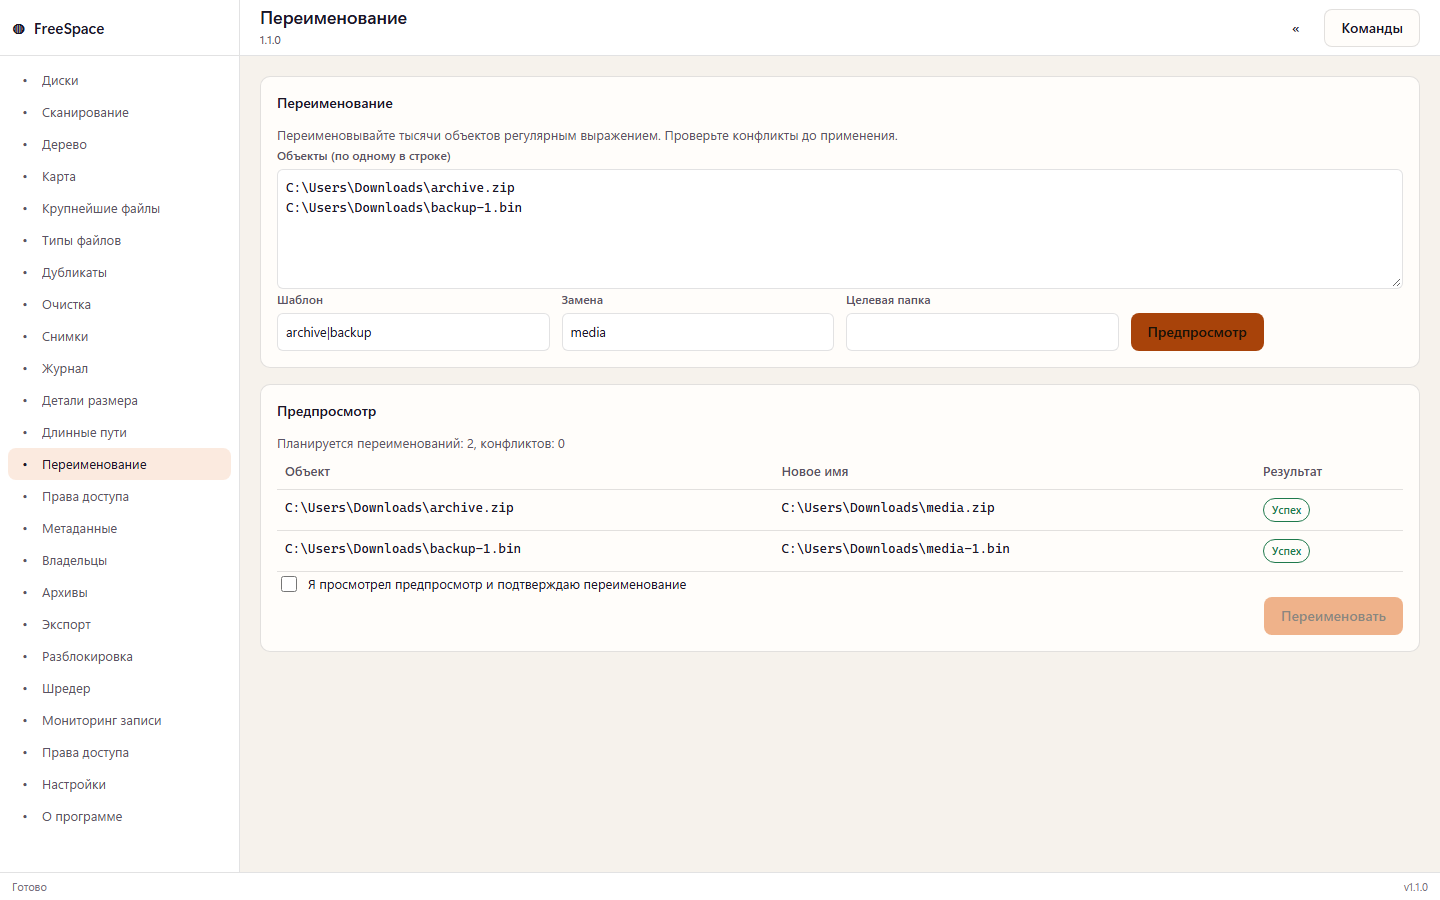 FreeSpace
Переименование
1.1.0
«
Команды
• Диски
• Сканирование
• Дерево
• Карта
• Крупнейшие файлы
• Типы файлов
• Дубликаты
• Очистка
• Снимки
• Журнал
• Детали размера
• Длинные пути
• Переименование
• Права доступа
• Метаданные
• Владельцы
• Архивы
• Экспорт
• Разблокировка
• Шредер
• Мониторинг записи
• Права доступа
• Настройки
• О программе
Переименование
Переименовывайте тысячи объектов регулярным выражением. Проверьте конфликты до применения.
Объекты (по одному в строке)
C:\Users\Downloads\archive.zip
C:\Users\Downloads\backup-1.bin
Шаблон Замена Целевая папка
archive|backup media Предпросмотр
Предпросмотр
Планируется переименований: 2, конфликтов: 0
Объект Новое имя Результат
C:\Users\Downloads\archive.zip C:\Users\Downloads\media.zip Успех
C:\Users\Downloads\backup-1.bin C:\Users\Downloads\media-1.bin Успех
Я просмотрел предпросмотр и подтверждаю переименование
Переименовать
Готово v1.1.0